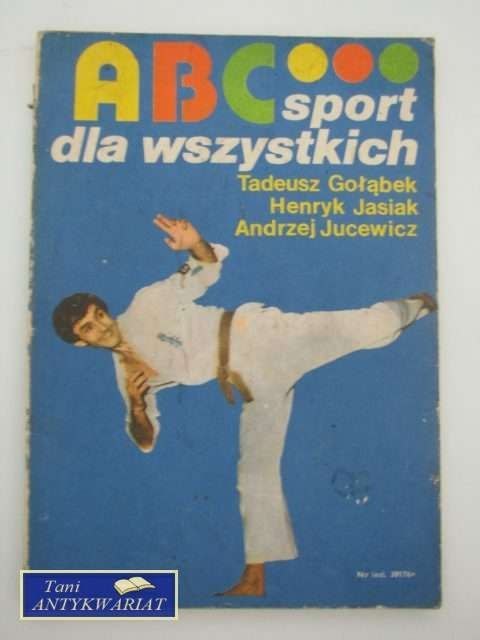 ABC...
sport
dla wszystkich
Tadeusz Gołąbek
Henryk Jasiak
Andrzej Jucewicz
Tani
ANTYKWARIAT